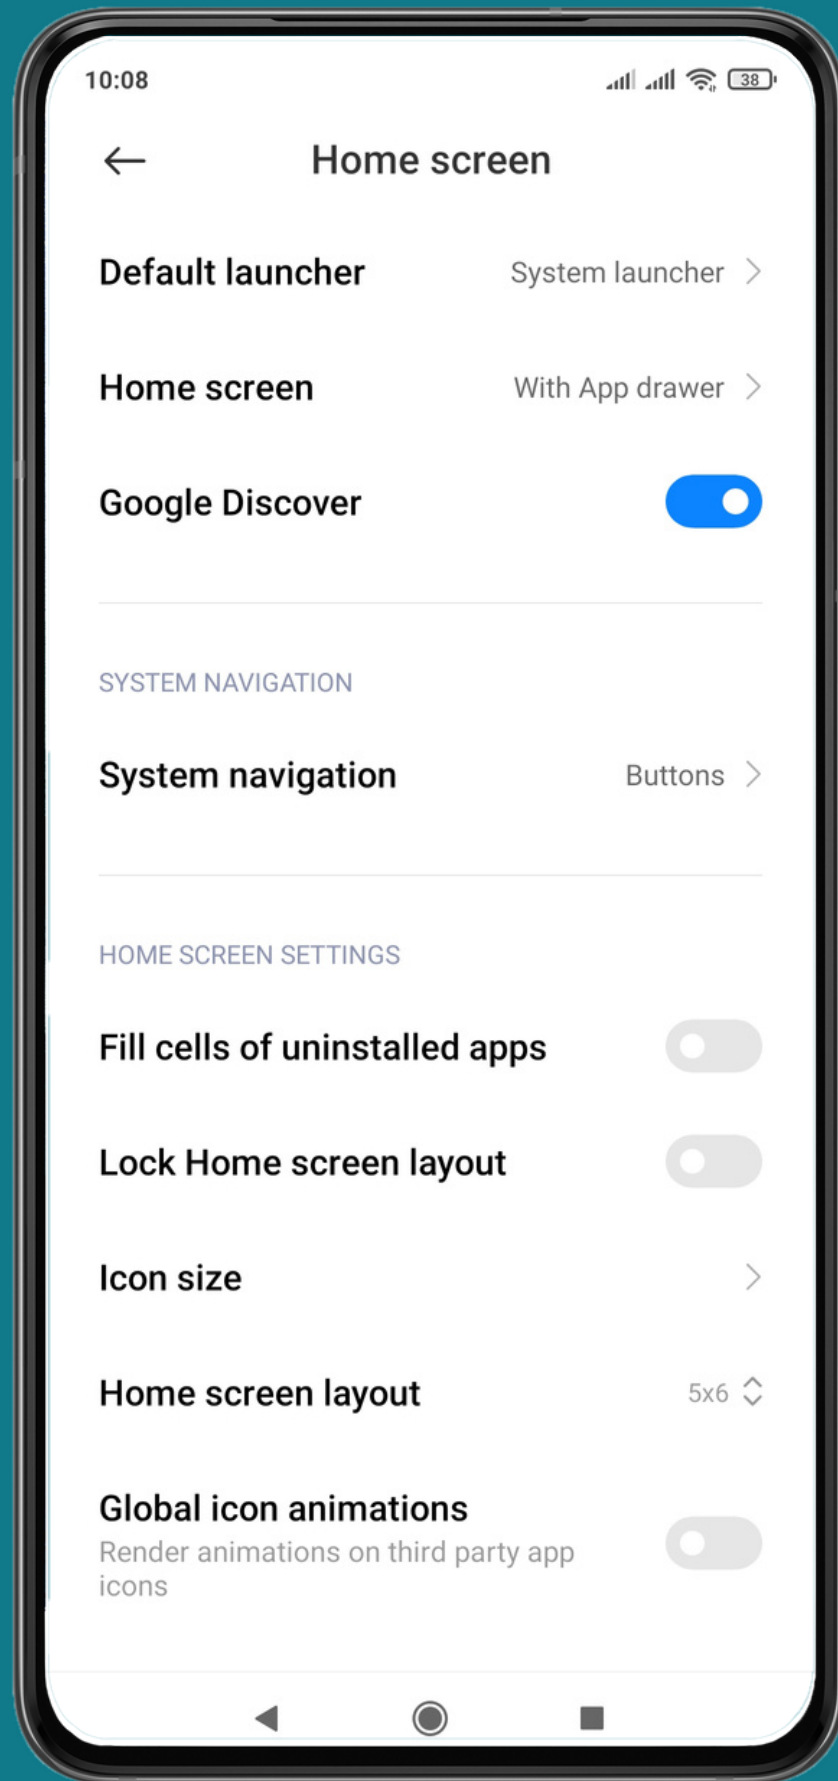 10:08 38
Home screen
Default launcher System launcher
Home screen With App drawer
Google Discover
SYSTEM NAVIGATION
System navigation Buttons
HOME SCREEN SETTINGS
Fill cells of uninstalled apps
Lock Home screen layout
Icon size
Home screen layout 5x6
Global icon animations
Render animations on third party app
icons